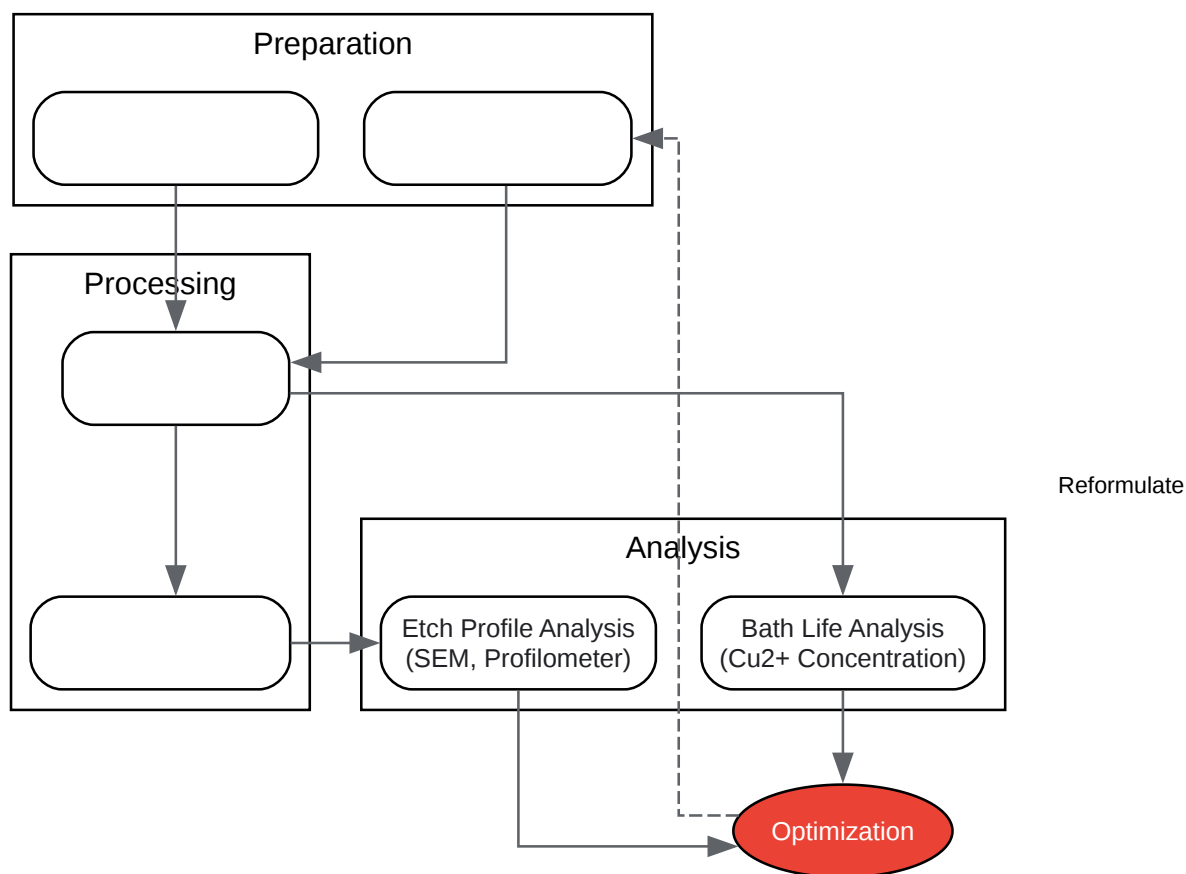 Preparation
Processing
Reformulate
Analysis
Etch Profile Analysis
(SEM, Profilometer)
Bath Life Analysis
(Cu2+ Concentration)
Optimization